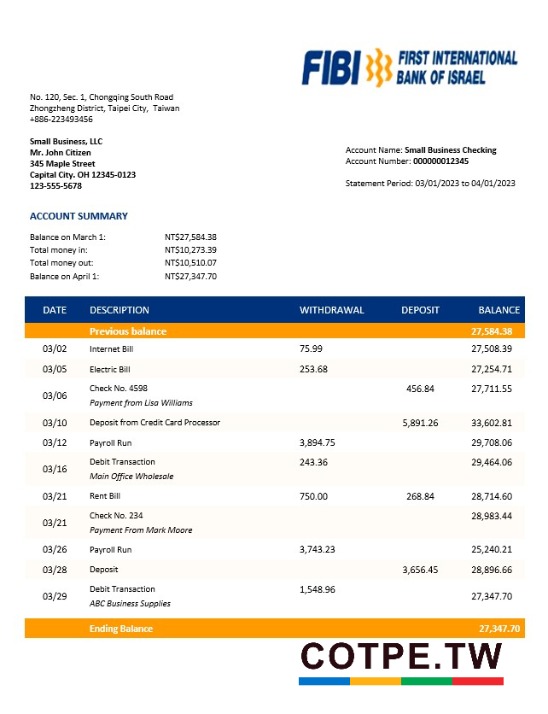 FIBI FIRST INTERNATIONAL
BANK OF ISRAEL
No. 120, Sec. 1, Chongqing South Road
Zhongzheng District, Taipei City, Taiwan
+886-223493456
Small Business, LLC
Mr. John Citizen
345 Maple Street
Capital City. OH 12345-0123
123-555-5678
Account Name: Small Business Checking
Account Number: 000000012345
Statement Period: 03/01/2023 to 04/01/2023
ACCOUNT SUMMARY
Balance on March 1: NT$27,584.38
Total money in: NT$10,273.39
Total money out: NT$10,510.07
Balance on April 1: NT$27,347.70
DATE DESCRIPTION WITHDRAWAL DEPOSIT BALANCE
Previous balance 27,584.38
03/02 Internet Bill 75.99 27,508.39
03/05 Electric Bill 253.68 27,254.71
03/06 Check No. 4598 456.84 27,711.55
Payment from Lisa Williams
03/10 Deposit from Credit Card Processor 5,891.26 33,602.81
03/12 Payroll Run 3,894.75 29,708.06
03/16 Debit Transaction 243.36 29,464.06
Main Office Wholesale
03/21 Rent Bill 750.00 268.84 28,714.60
03/21 Check No. 234 28,983.44
Payment From Mark Moore
03/26 Payroll Run 3,743.23 25,240.21
03/28 Deposit 3,656.45 28,896.66
03/29 Debit Transaction 1,548.96 27,347.70
ABC Business Supplies
Ending Balance 27,347.70
COTPE.TW